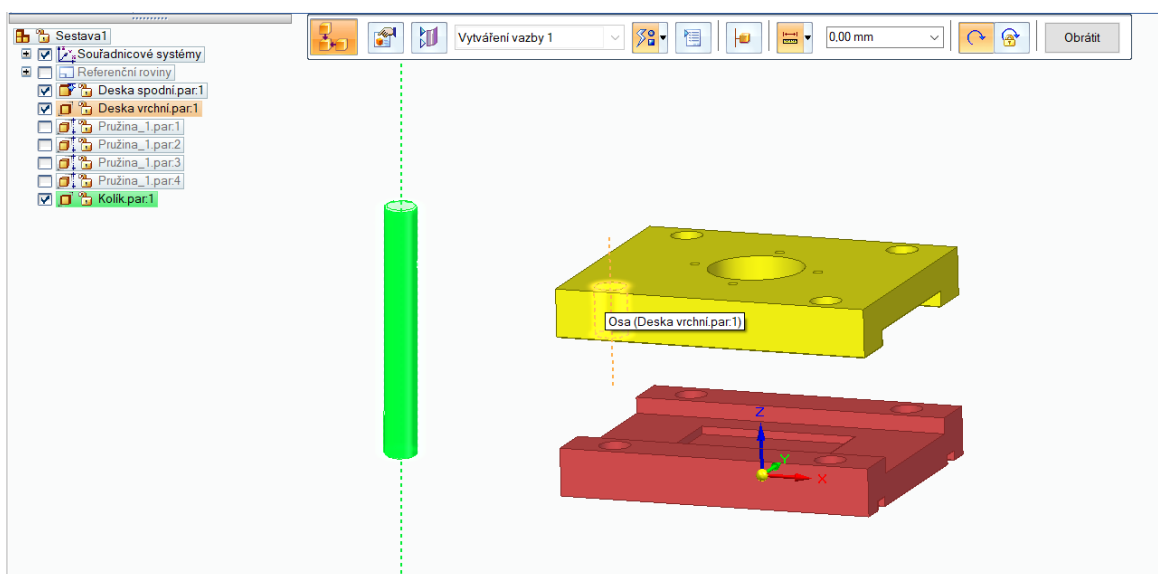 Sestava1
Souřadnicové systémy
Referenční roviny
Deska spodní.par:1
Deska vrchní.par:1
Pružina_1.par:1
Pružina_1.par:2
Pružina_1.par:3
Pružina_1.par:4
Kolík.par:1
Vytváření vazby 1
0,00 mm
Obrátit
Osa (Deska vrchní.par:1)
Z
Y
X